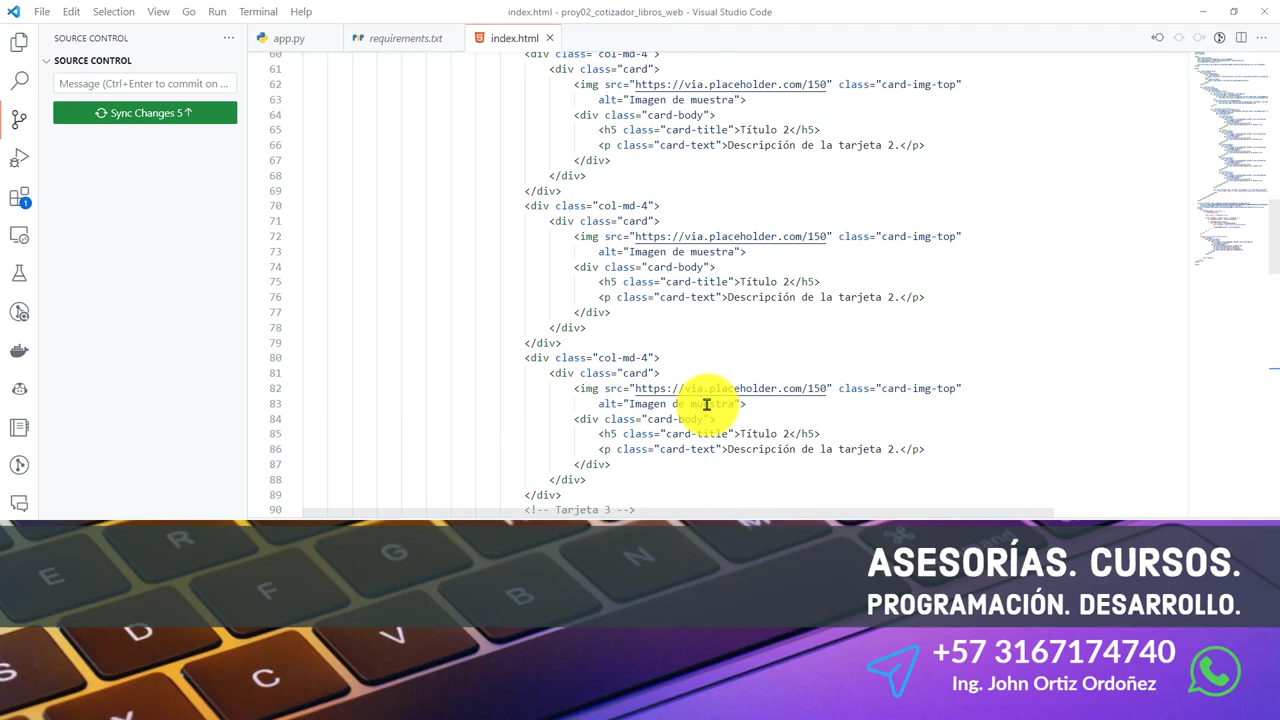 File Edit Selection View Go Run Terminal Help
index.html - proy02_cotizador_libros_web - Visual Studio Code
SOURCE CONTROL
app.py
requirements.txt
index.html
SOURCE CONTROL
Message (Ctrl+Enter to commit on ...
Sync Changes 5
1
60 <div class="col-md-4">
61 <div class="card">
62 <img src="https://via.placeholder.com/150" class="card-img-top"
63 alt="Imagen de muestra">
64 <div class="card-body">
65 <h5 class="card-title">Título 2</h5>
66 <p class="card-text">Descripción de la tarjeta 2.</p>
67 </div>
68 </div>
69 </div>
70 <div class="col-md-4">
71 <div class="card">
72 <img src="https://via.placeholder.com/150" class="card-img-top"
73 alt="Imagen de muestra">
74 <div class="card-body">
75 <h5 class="card-title">Título 2</h5>
76 <p class="card-text">Descripción de la tarjeta 2.</p>
77 </div>
78 </div>
79 </div>
80 <div class="col-md-4">
81 <div class="card">
82 <img src="https://via.placeholder.com/150" class="card-img-top"
83 alt="Imagen de muestra">
84 <div class="card-body">
85 <h5 class="card-title">Título 2</h5>
86 <p class="card-text">Descripción de la tarjeta 2.</p>
87 </div>
88 </div>
89 </div>
90 <!-- Tarjeta 3 -->
ASESORÍAS. CURSOS.
PROGRAMACIÓN. DESARROLLO.
+57 3167174740
Ing. John Ortiz Ordoñez